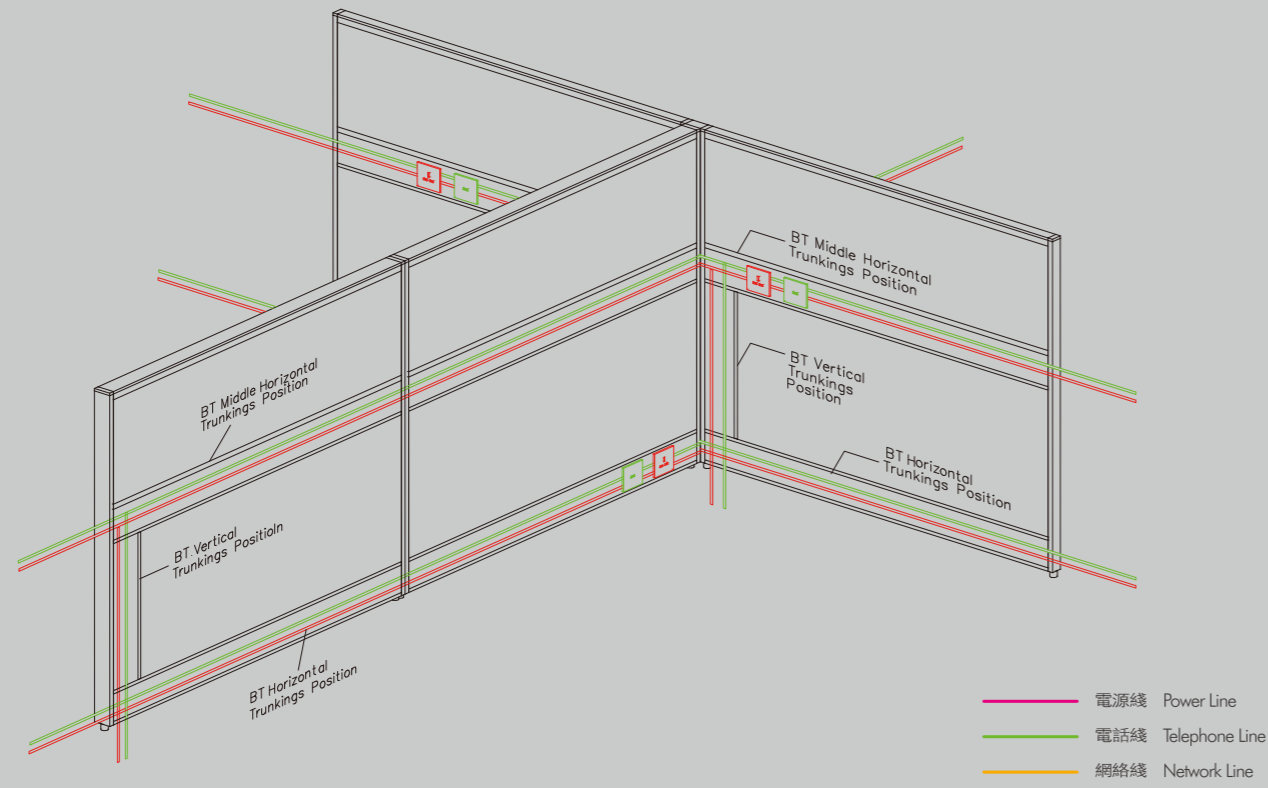 BT Middle Horizontal
Trunkings Position
BT Middle Horizontal
Trunkings Position
BT Vertical
Trunkings
Position
BT Horizontal
Trunkings Position
BT.Vertical
Trunkings Positioln
BT Horizontal
Trunkings Position
電源綫 Power Line
電話綫 Telephone Line
網絡綫 Network Line